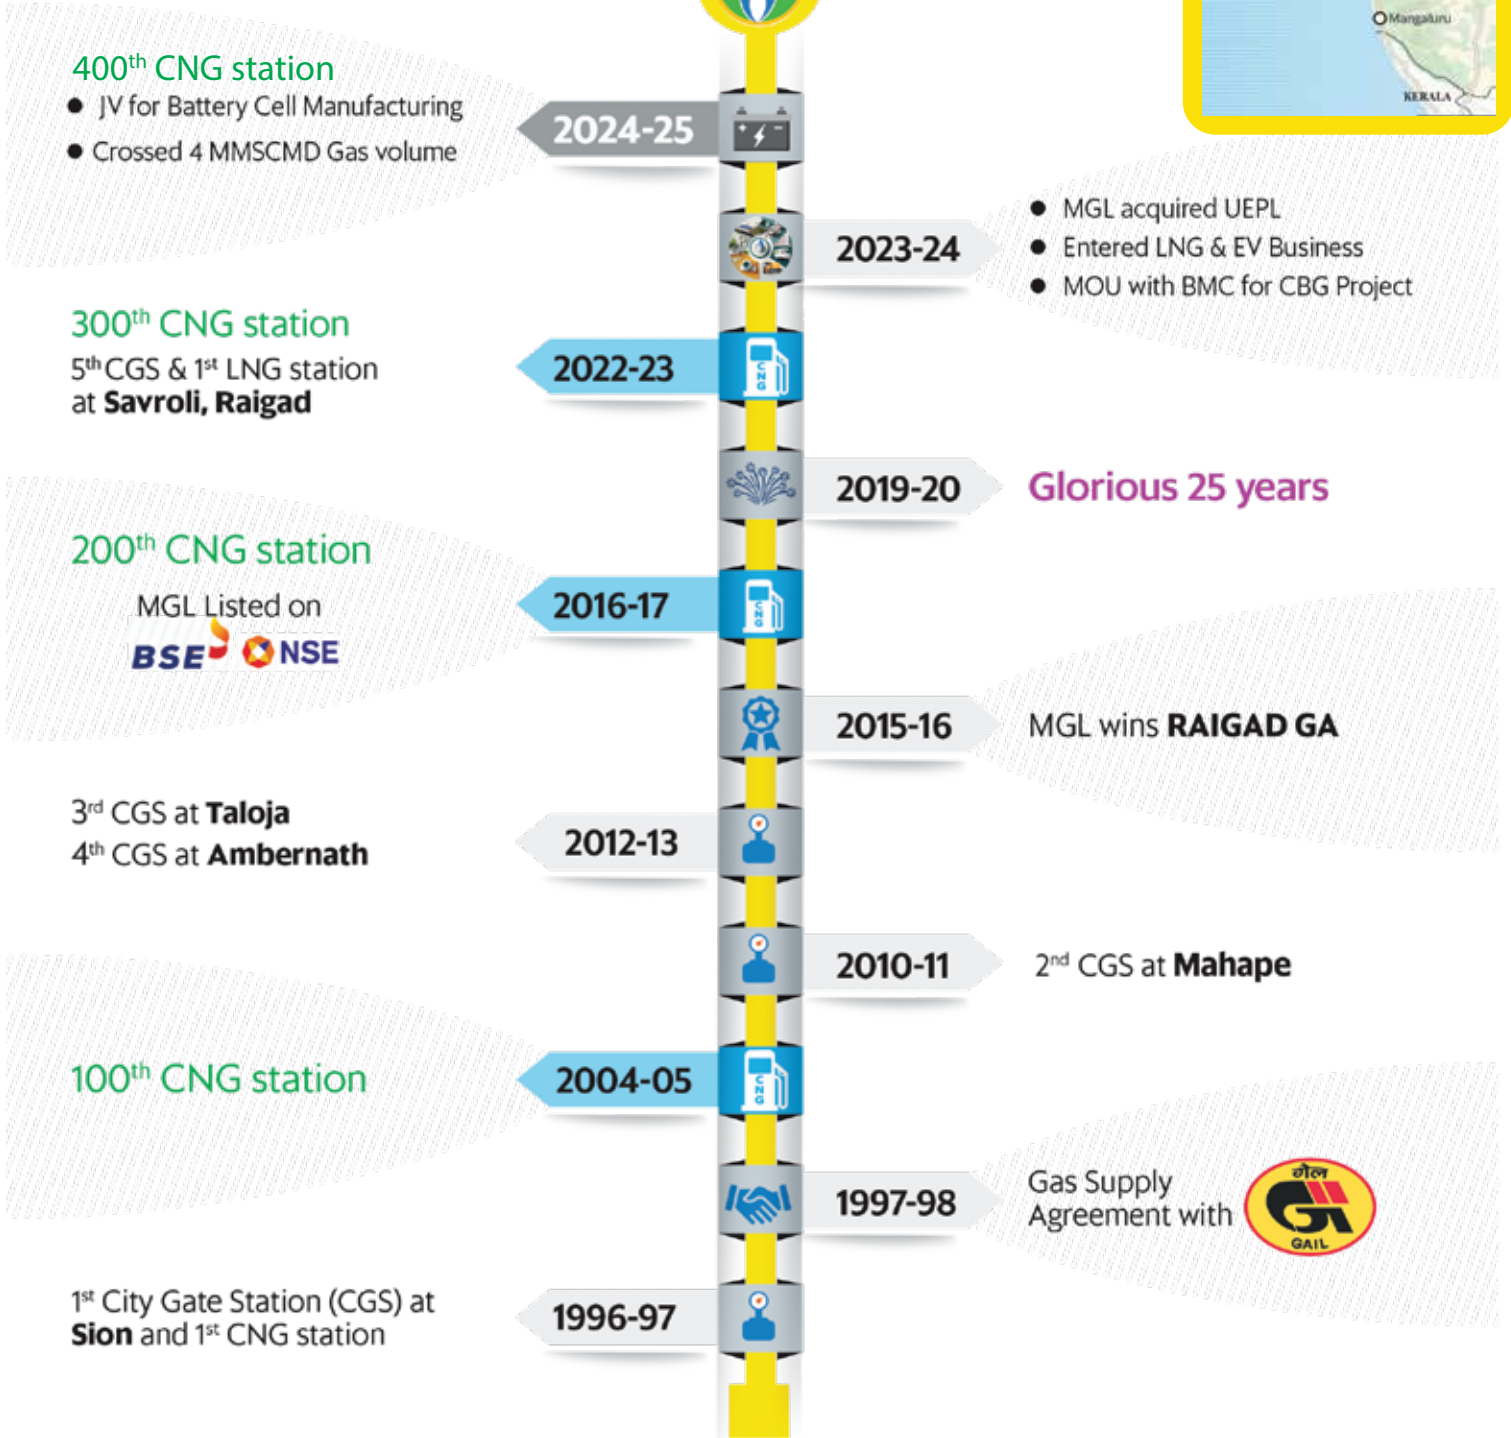 Mangaluru
KERALA
400th CNG station
● JV for Battery Cell Manufacturing
● Crossed 4 MMSCMD Gas volume
2024-25
2023-24
● MGL acquired UEPL
● Entered LNG & EV Business
● MOU with BMC for CBG Project
300th CNG station
5th CGS & 1st LNG station
at Savroli, Raigad
2022-23
CNG
2019-20
Glorious 25 years
200th CNG station
MGL Listed on
BSE NSE
2016-17
CNG
2015-16
MGL wins RAIGAD GA
3rd CGS at Taloja
4th CGS at Ambernath
2012-13
2010-11
2nd CGS at Mahape
100th CNG station
2004-05
CNG
1997-98
Gas Supply
Agreement with
गेल
GAIL
1st City Gate Station (CGS) at
Sion and 1st CNG station
1996-97